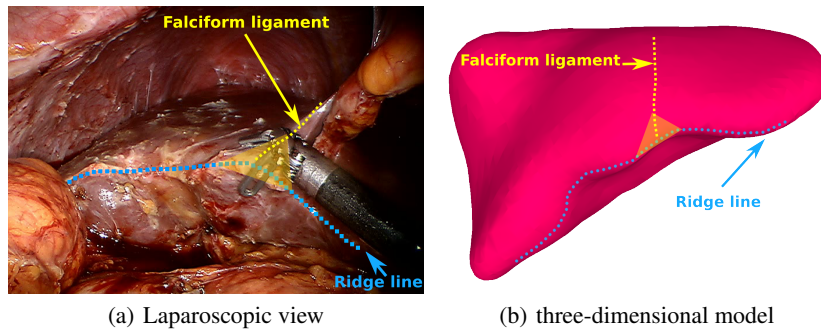 Falciform ligament
Ridge line
Falciform ligament
Ridge line
(a) Laparoscopic view
(b) three-dimensional model